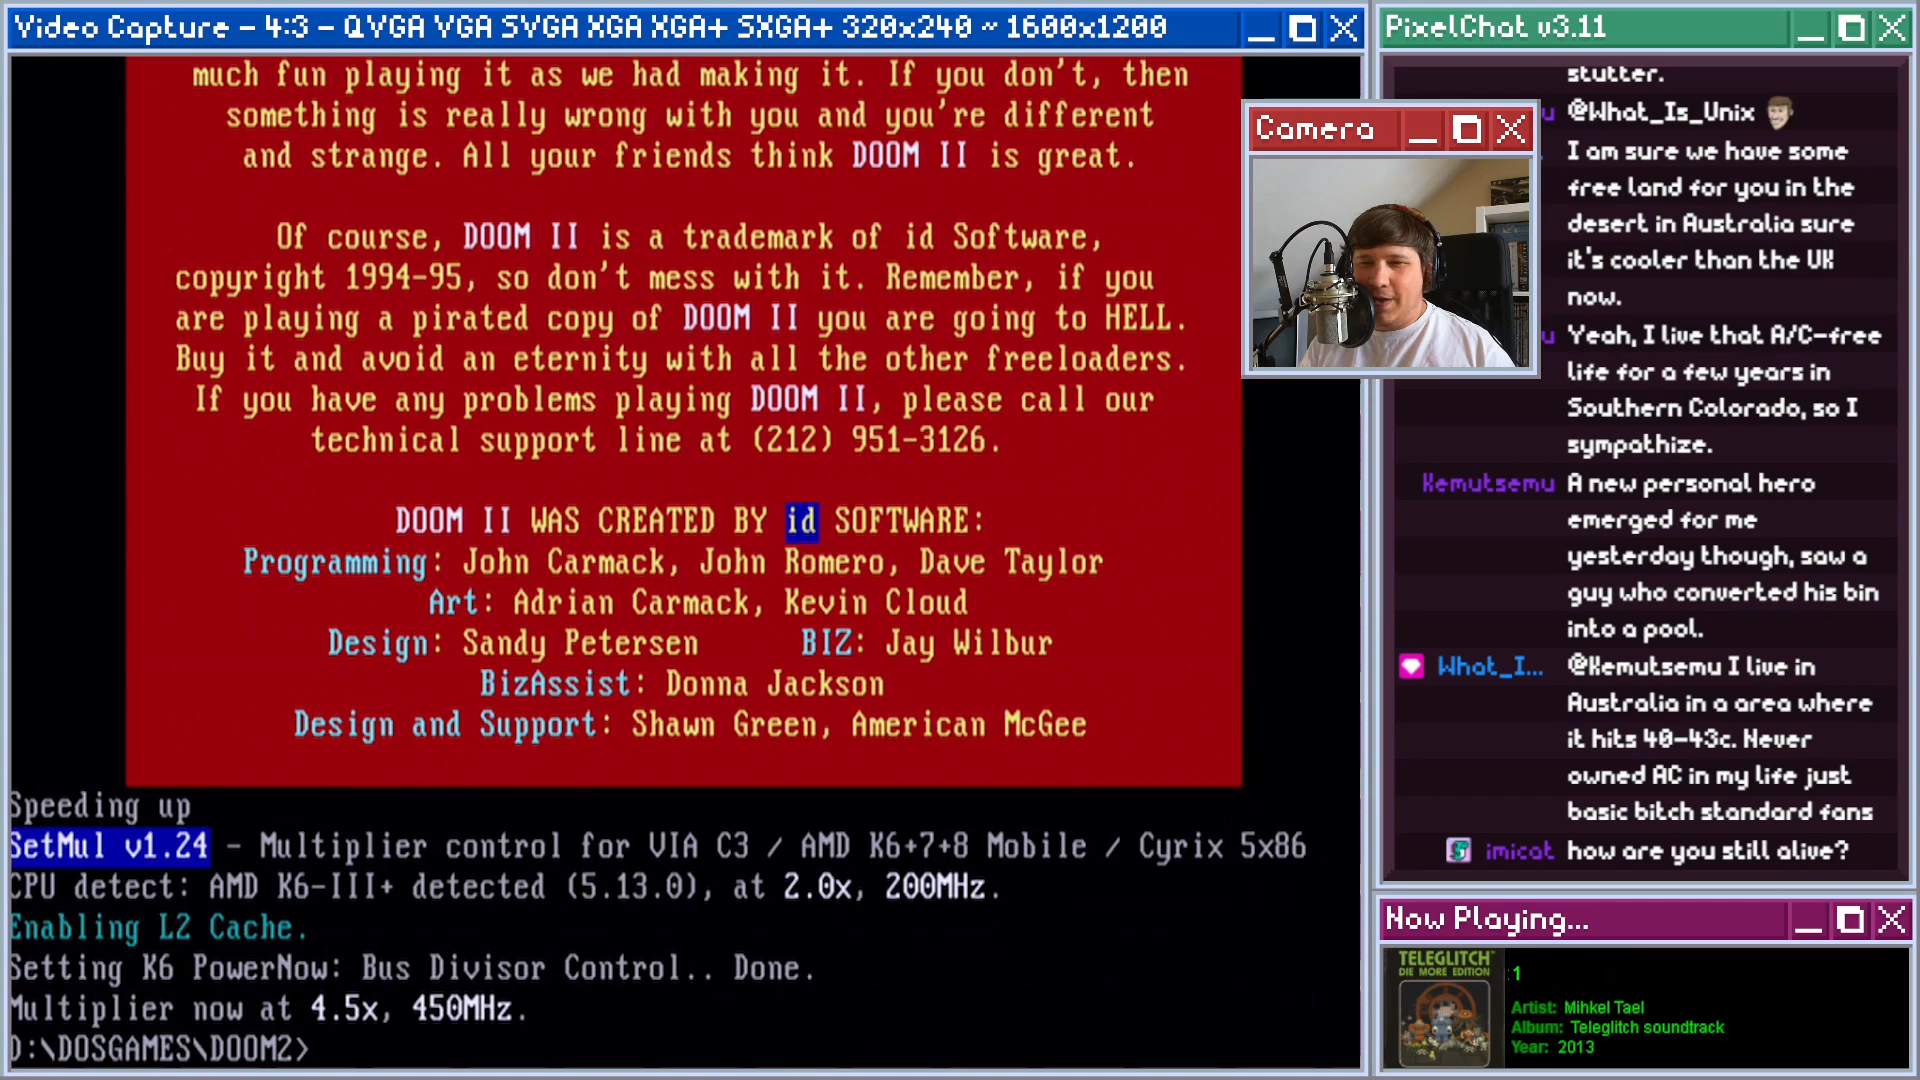 Video Capture - 4:3 - QVGA VGA SVGA XGA XGA+ SXGA+ 320x240 ~ 1600x1200
much fun playing it as we had making it. If you don't, then
something is really wrong with you and you're different
and strange. All your friends think DOOM II is great.
Of course, DOOM II is a trademark of id Software,
copyright 1994-95, so don't mess with it. Remember, if you
are playing a pirated copy of DOOM II you are going to HELL.
Buy it and avoid an eternity with all the other freeloaders.
If you have any problems playing DOOM II, please call our
technical support line at (212) 951-3126.
DOOM II WAS CREATED BY id SOFTWARE:
Programming: John Carmack, John Romero, Dave Taylor
Art: Adrian Carmack, Kevin Cloud
Design: Sandy Petersen BIZ: Jay Wilbur
BizAssist: Donna Jackson
Design and Support: Shawn Green, American McGee
Speeding up
SetMul v1.24 - Multiplier control for VIA C3 / AMD K6+7+8 Mobile / Cyrix 5x86
CPU detect: AMD K6-III+ detected (5.13.0), at 2.0x, 200MHz.
Enabling L2 Cache.
Setting K6 PowerNow: Bus Divisor Control.. Done.
Multiplier now at 4.5x, 450MHz.
D:\DOSGAMES\DOOM2>
Camera
PixelChat v3.11
stutter.
u @What_Is_Unix
I am sure we have some
free land for you in the
desert in Australia sure
it's cooler than the UK
now.
u Yeah, I live that A/C-free
life for a few years in
Southern Colorado, so I
sympathize.
Kemutsemu A new personal hero
emerged for me
yesterday though, saw a
guy who converted his bin
into a pool.
What_I... @Kemutsemu I live in
Australia in a area where
it hits 40-43c. Never
owned AC in my life just
basic bitch standard fans
imicat how are you still alive?
Now Playing...
TELEGLITCH
DIE MORE EDITION
: 1
Artist: Mihkel Tael
Album: Teleglitch soundtrack
Year: 2013